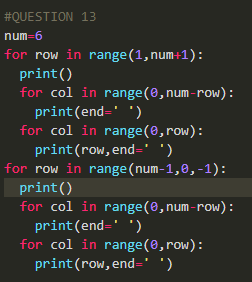 #QUESTION 13
num=6
for row in range(1,num+1):
  print()
  for col in range(0,num-row):
    print(end=' ')
  for col in range(0,row):
    print(row,end=' ')
for row in range(num-1,0,-1):
  print()
  for col in range(0,num-row):
    print(end=' ')
  for col in range(0,row):
    print(row,end=' ')